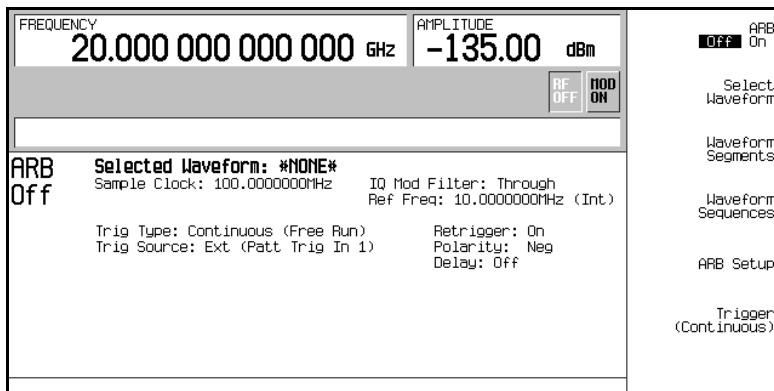 FREQUENCY
20.000 000 000 000 GHz
AMPLITUDE
-135.00 dBm
RF
OFF
MOD
ON
ARB
Off
Selected Waveform: *NONE*
Sample Clock: 100.0000000MHz
IQ Mod Filter: Through
Ref Freq: 10.0000000MHz (Int)
Trig Type: Continuous (Free Run)
Retrigger: On
Trig Source: Ext (Patt Trig In 1)
Polarity: Neg
Delay: Off
ARB
Off On
Select
Waveform
Waveform
Segments
Waveform
Sequences
ARB Setup
Trigger
(Continuous)